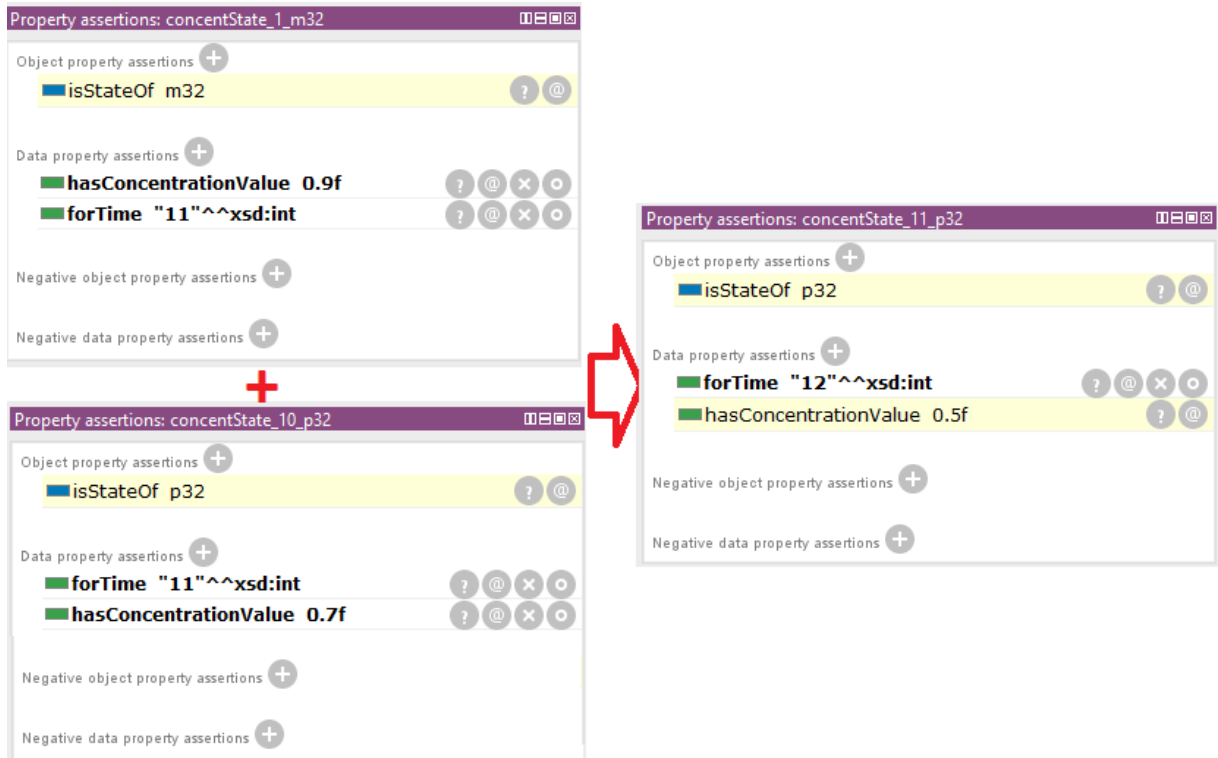 Property assertions: concentState_1_m32
Object property assertions
isStateOf m32
Data property assertions
hasConcentrationValue 0.9f
forTime "11"^^xsd:int
Negative object property assertions
Negative data property assertions
+
Property assertions: concentState_10_p32
Object property assertions
isStateOf p32
Data property assertions
forTime "11"^^xsd:int
hasConcentrationValue 0.7f
Negative object property assertions
Negative data property assertions
Property assertions: concentState_11_p32
Object property assertions
isStateOf p32
Data property assertions
forTime "12"^^xsd:int
hasConcentrationValue 0.5f
Negative object property assertions
Negative data property assertions